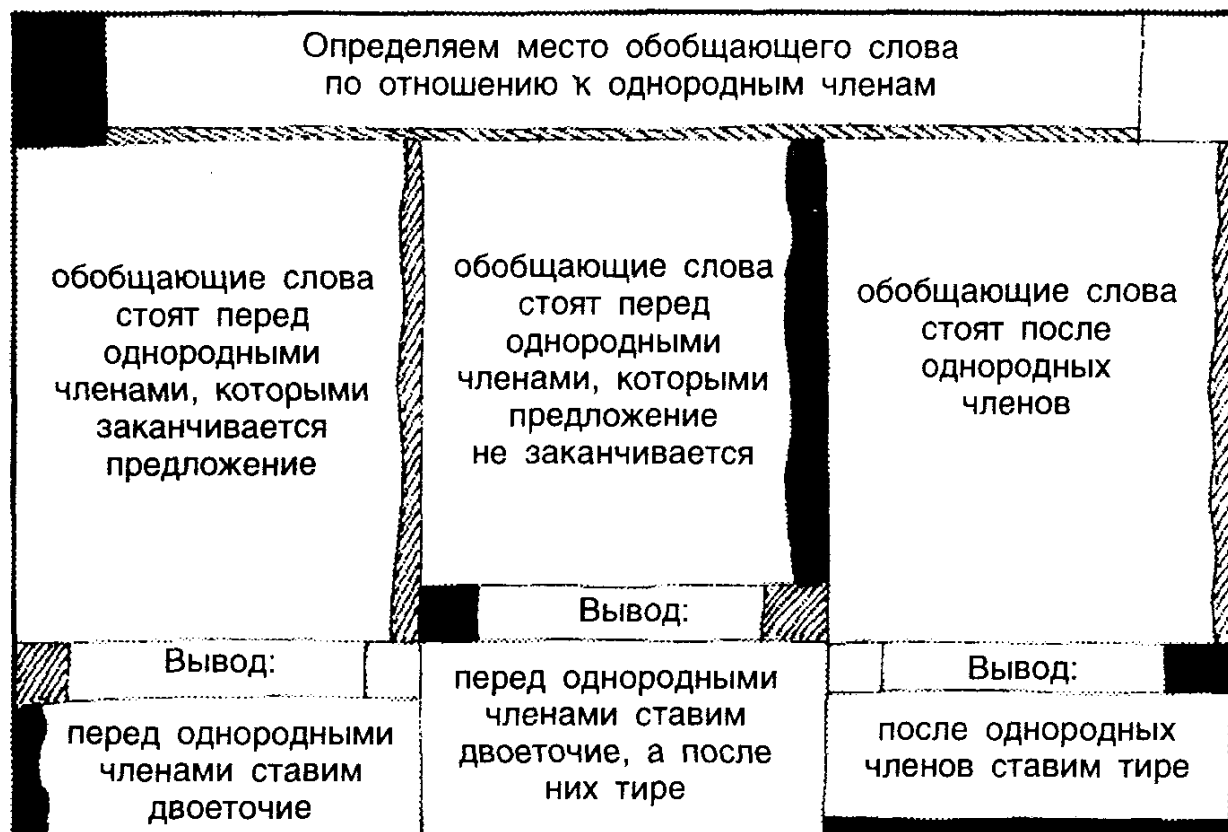 Определяем место обобщающего слова
по отношению к однородным членам
обобщающие слова
стоят перед
однородными
членами, которыми
заканчивается
предложение
Вывод:
перед однородными
членами ставим
двоеточие
обобщающие слова
стоят перед
однородными
членами, которыми
предложение
не заканчивается
Вывод:
перед однородными
членами ставим
двоеточие, а после
них тире
обобщающие слова
стоят после
однородных
членов
Вывод:
после однородных
членов ставим тире